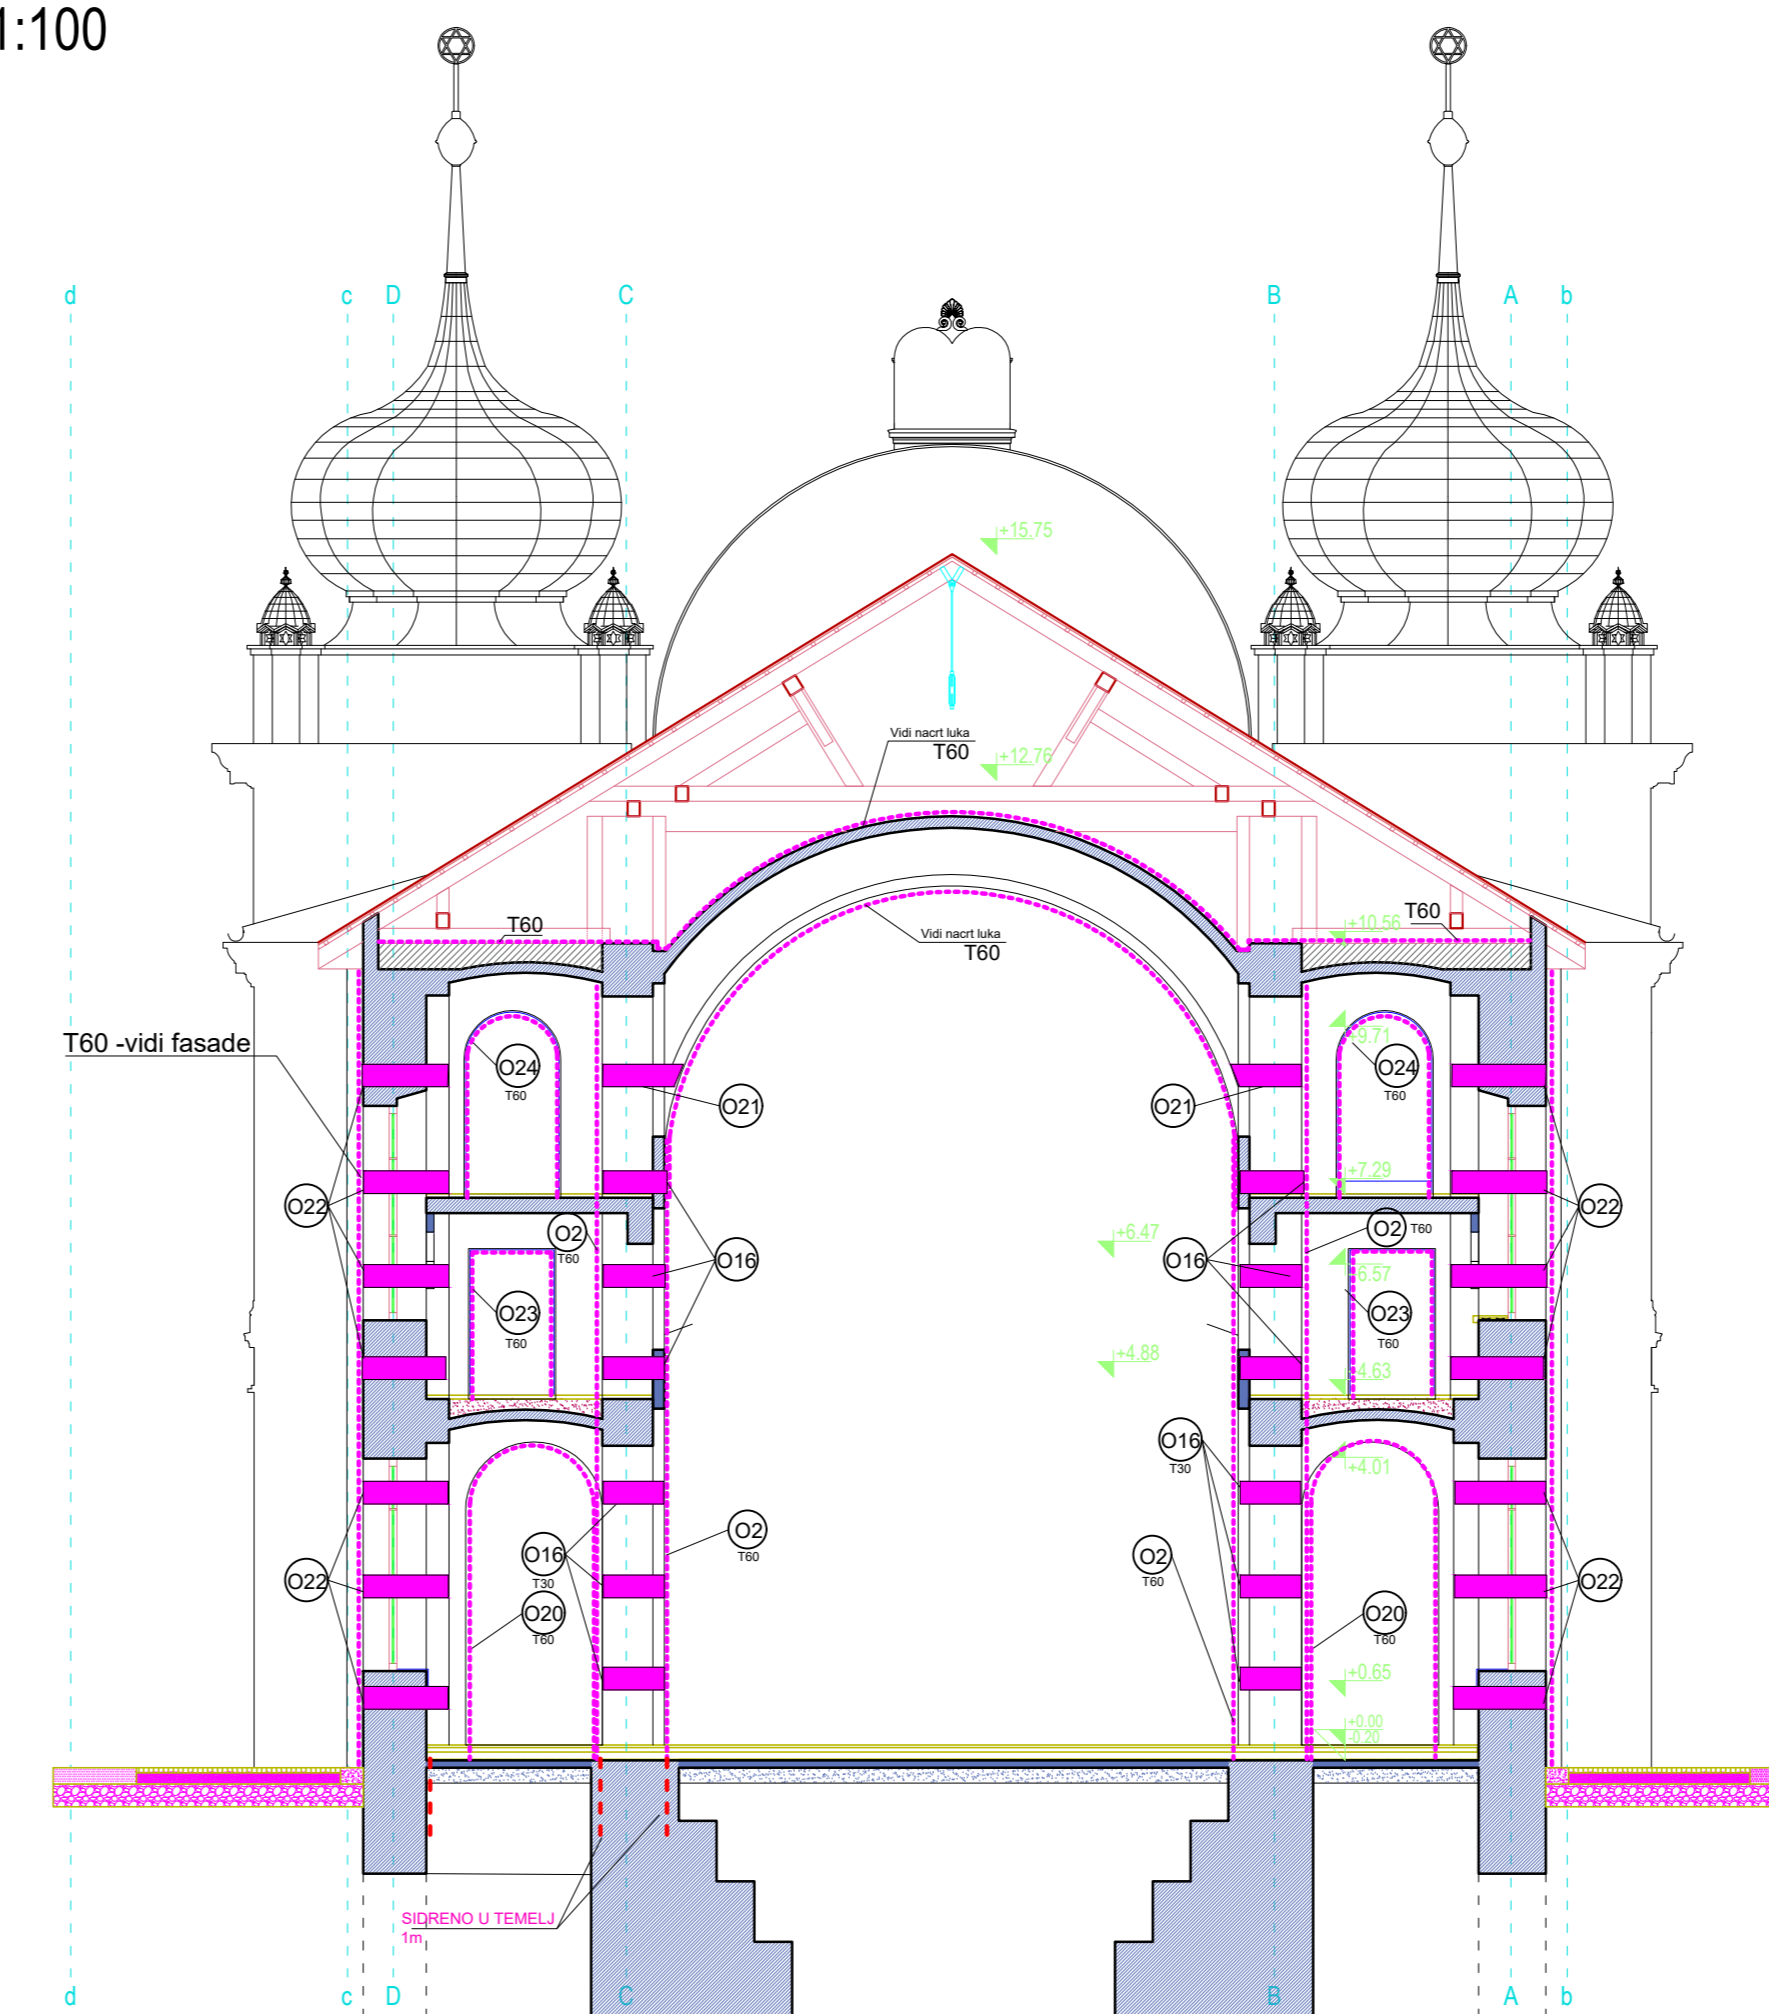 1:100
d c D C B A b
+15.75
Vidi nacrt luka
T60
+12.76
T60
Vidi nacrt luka
T60
T60
+10.56
T60 -vidi fasade
+9.71
O24
T60
O24
T60
O21
O21
+7.29
O22
O22
O2
T60
O2
T60
+6.47
O16
O16
+6.57
O23
T60
O23
T60
+4.88
+4.63
O16
T30
+4.01
O2
T60
O16
T30
O2
T60
O22
O22
O20
T60
O20
T60
+0.65
+0.00
-0.20
SIDRENO U TEMELJ
1m
d c D C B A b